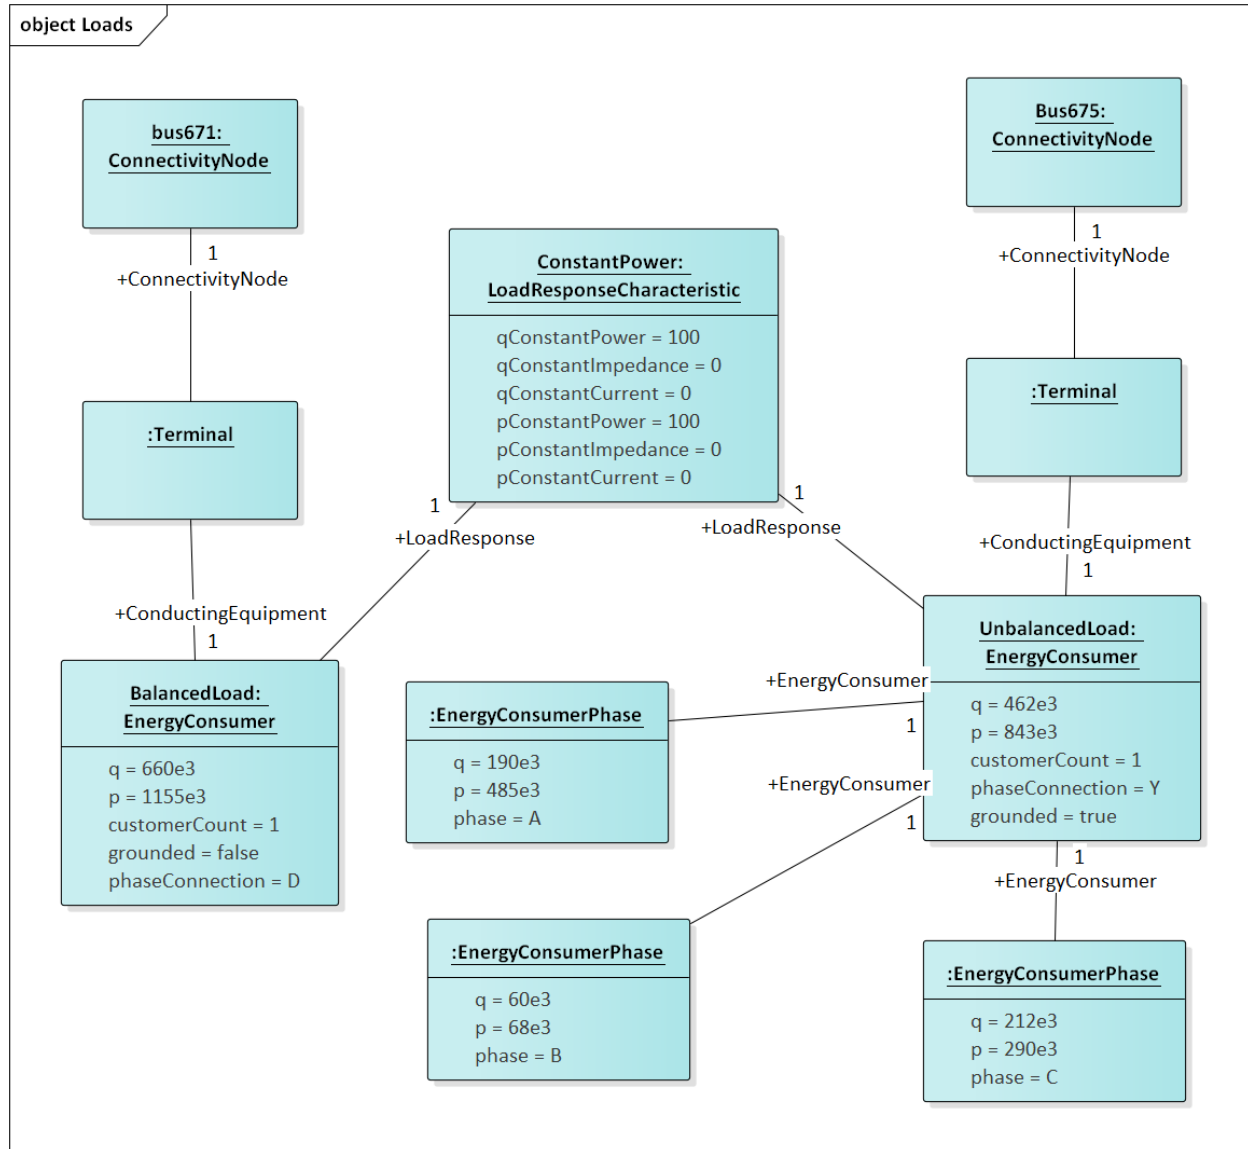 object Loads
bus671:
ConnectivityNode
1
+ConnectivityNode
:Terminal
+ConductingEquipment
1
BalancedLoad:
EnergyConsumer
q = 660e3
p = 1155e3
customerCount = 1
grounded = false
phaseConnection = D
ConstantPower:
LoadResponseCharacteristic
qConstantPower = 100
qConstantImpedance = 0
qConstantCurrent = 0
pConstantPower = 100
pConstantImpedance = 0
pConstantCurrent = 0
1
+LoadResponse
1
+LoadResponse
Bus675:
ConnectivityNode
1
+ConnectivityNode
:Terminal
+ConductingEquipment
1
UnbalancedLoad:
EnergyConsumer
q = 462e3
p = 843e3
customerCount = 1
phaseConnection = Y
grounded = true
+EnergyConsumer
1
:EnergyConsumerPhase
q = 190e3
p = 485e3
phase = A
+EnergyConsumer
1
:EnergyConsumerPhase
q = 60e3
p = 68e3
phase = B
1
+EnergyConsumer
:EnergyConsumerPhase
q = 212e3
p = 290e3
phase = C